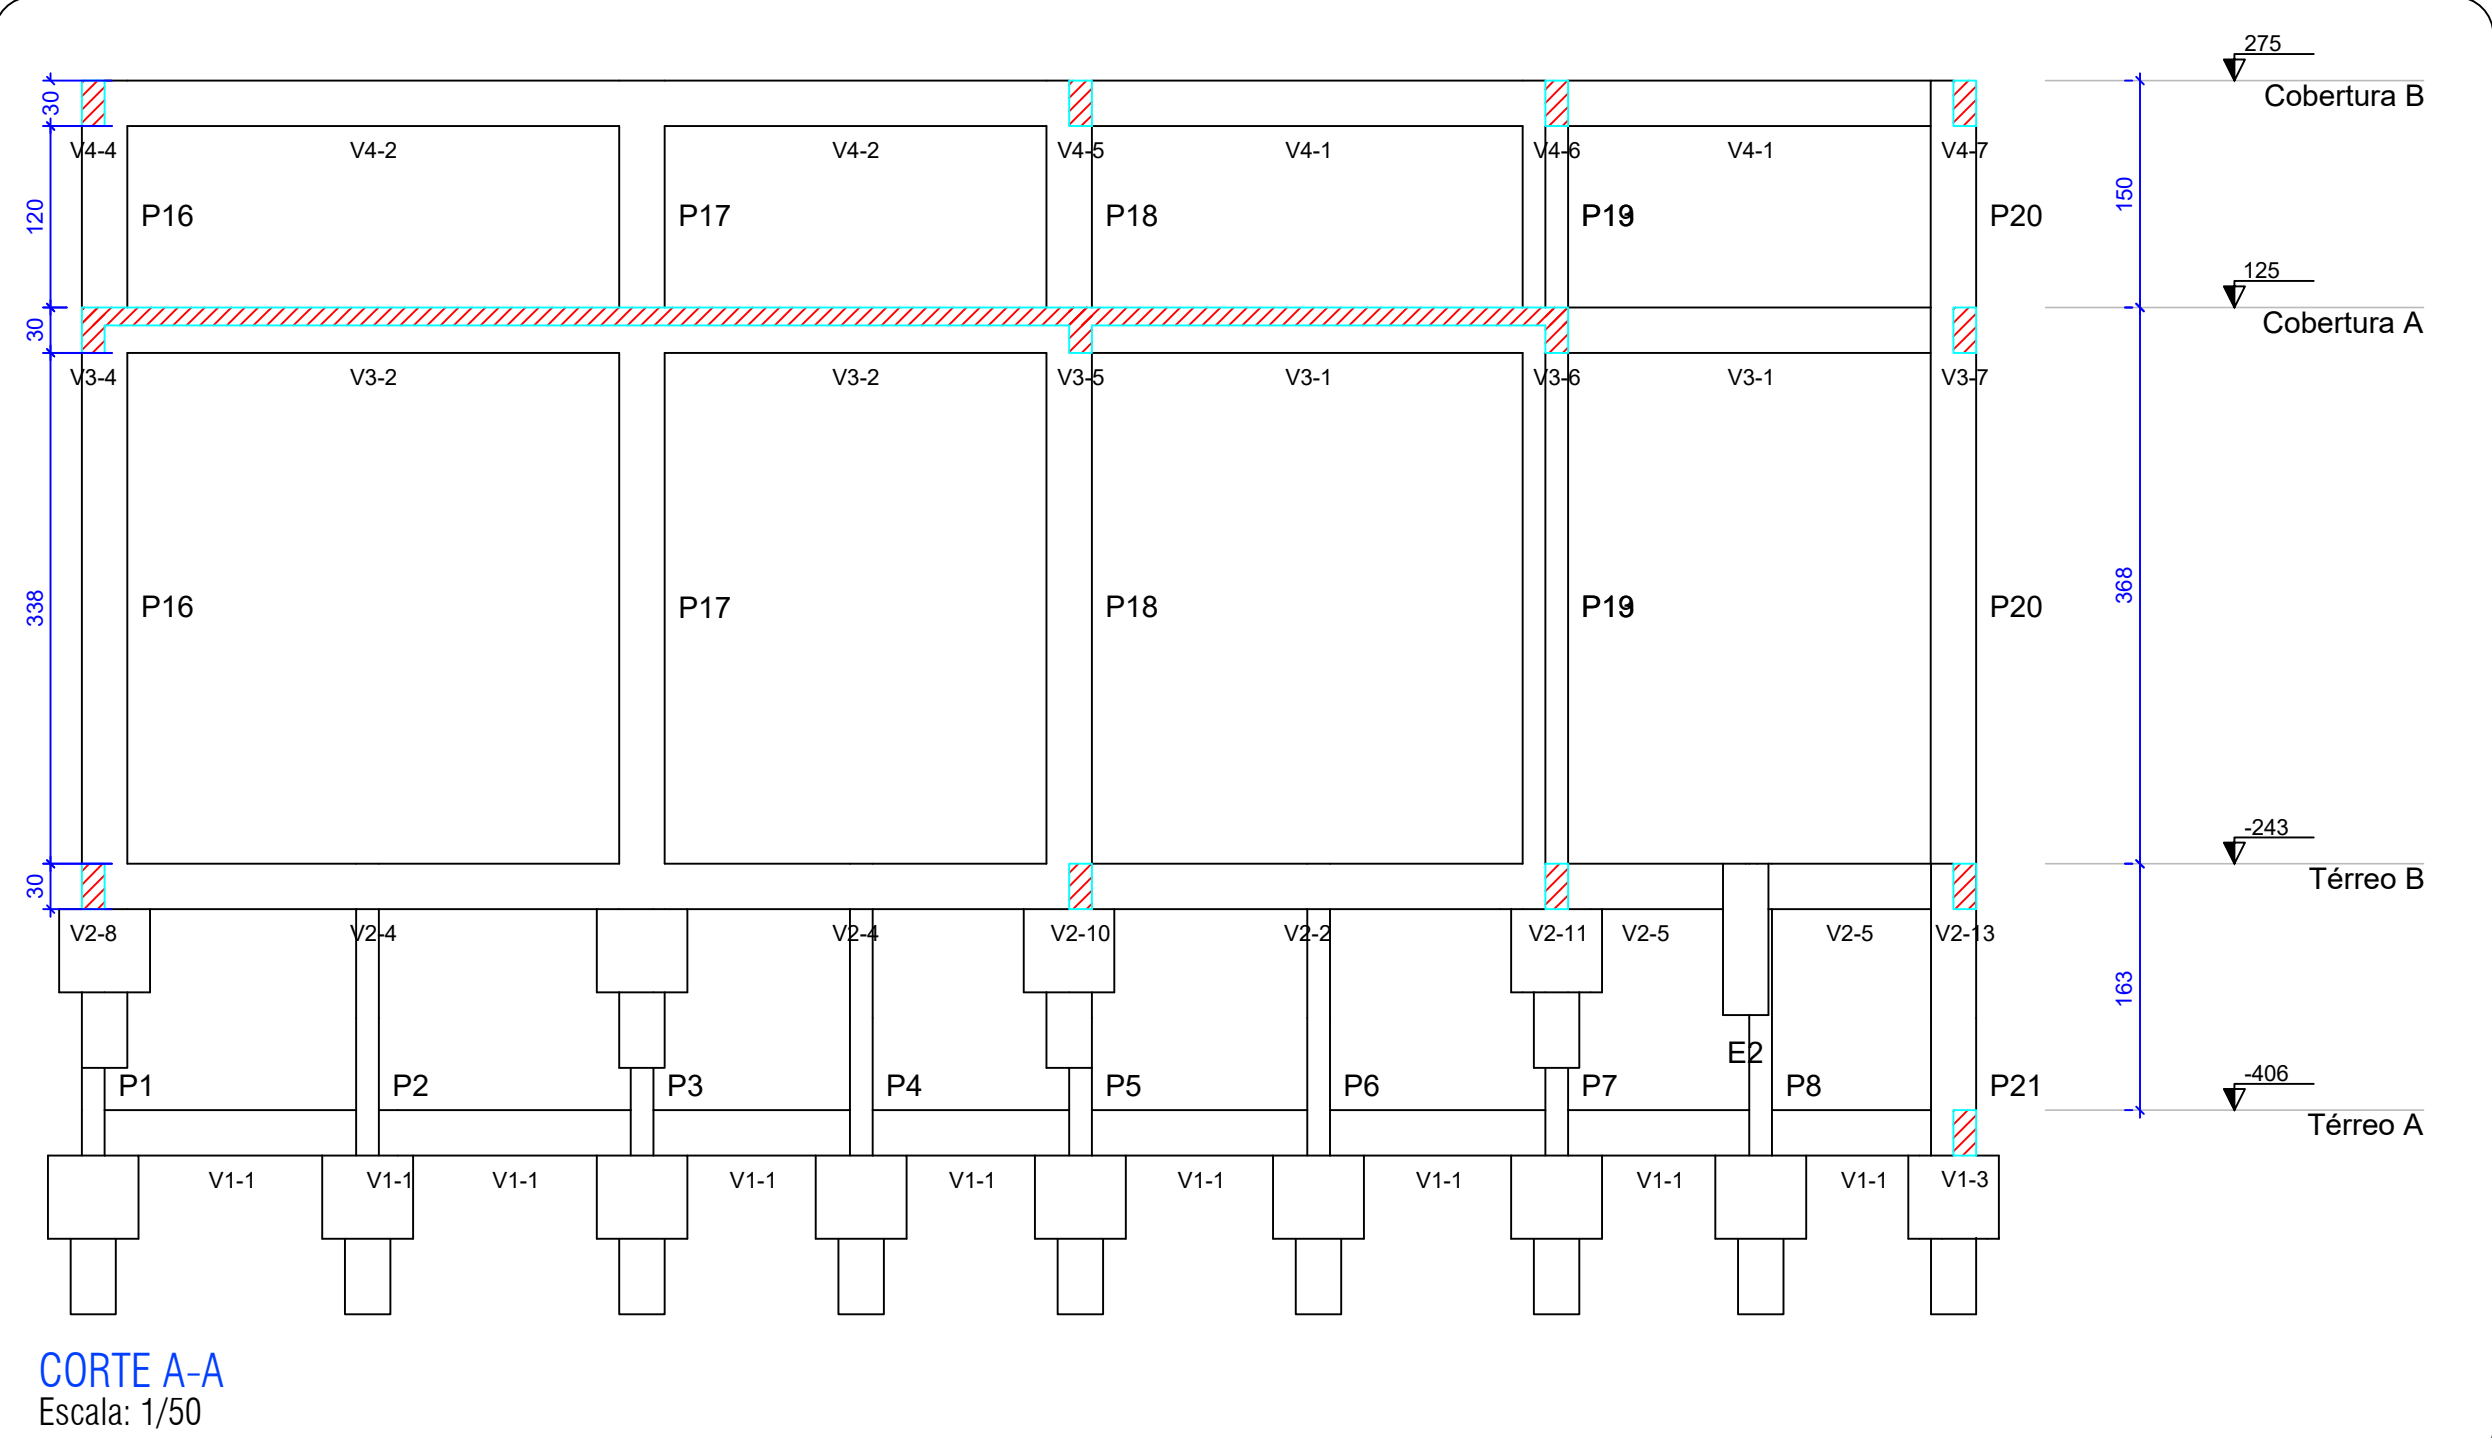 275
Cobertura B
30
V4-4 V4-2 V4-2 V4-5 V4-1 V4-6 V4-1 V4-7
120 150
P16 P17 P18 P19 P20
125
Cobertura A
30
V3-4 V3-2 V3-2 V3-5 V3-1 V3-6 V3-1 V3-7
338 368
P16 P17 P18 P19 P20
-243
Térreo B
30
V2-8 V2-4 V2-4 V2-10 V2-2 V2-11 V2-5 V2-5 V2-13
163
E2
P1 P2 P3 P4 P5 P6 P7 P8 P21
-406
Térreo A
V1-1 V1-1 V1-1 V1-1 V1-1 V1-1 V1-1 V1-1 V1-1 V1-3
CORTE A-A
Escala: 1/50